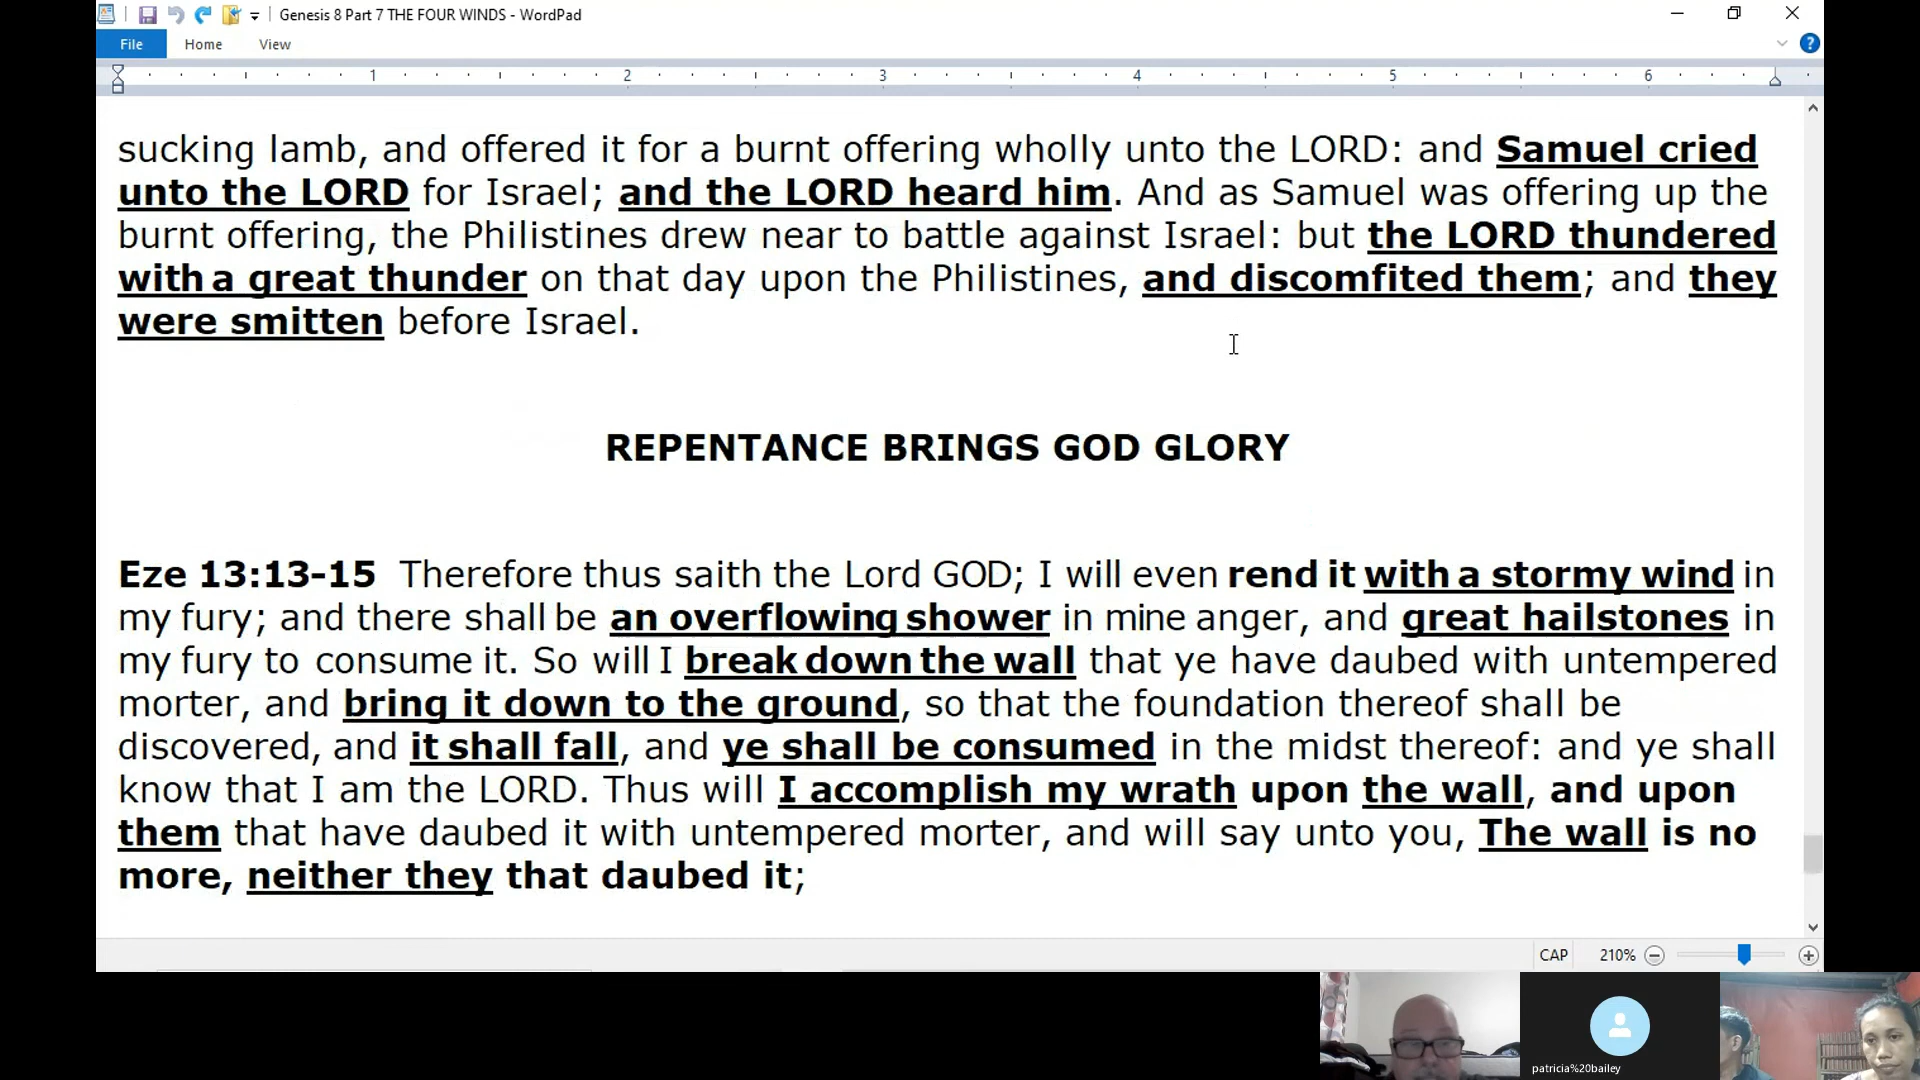 Genesis 8 Part 7 THE FOUR WINDS - WordPad
File Home View
1 2 3 4 5 6
sucking lamb, and offered it for a burnt offering wholly unto the LORD: and Samuel cried
unto the LORD for Israel; and the LORD heard him. And as Samuel was offering up the
burnt offering, the Philistines drew near to battle against Israel: but the LORD thundered
with a great thunder on that day upon the Philistines, and discomfited them; and they
were smitten before Israel.
REPENTANCE BRINGS GOD GLORY
Eze 13:13-15 Therefore thus saith the Lord GOD; I will even rend it with a stormy wind in
my fury; and there shall be an overflowing shower in mine anger, and great hailstones in
my fury to consume it. So will I break down the wall that ye have daubed with untempered
morter, and bring it down to the ground, so that the foundation thereof shall be
discovered, and it shall fall, and ye shall be consumed in the midst thereof: and ye shall
know that I am the LORD. Thus will I accomplish my wrath upon the wall, and upon
them that have daubed it with untempered morter, and will say unto you, The wall is no
more, neither they that daubed it;
CAP 210%
patricia%20bailey